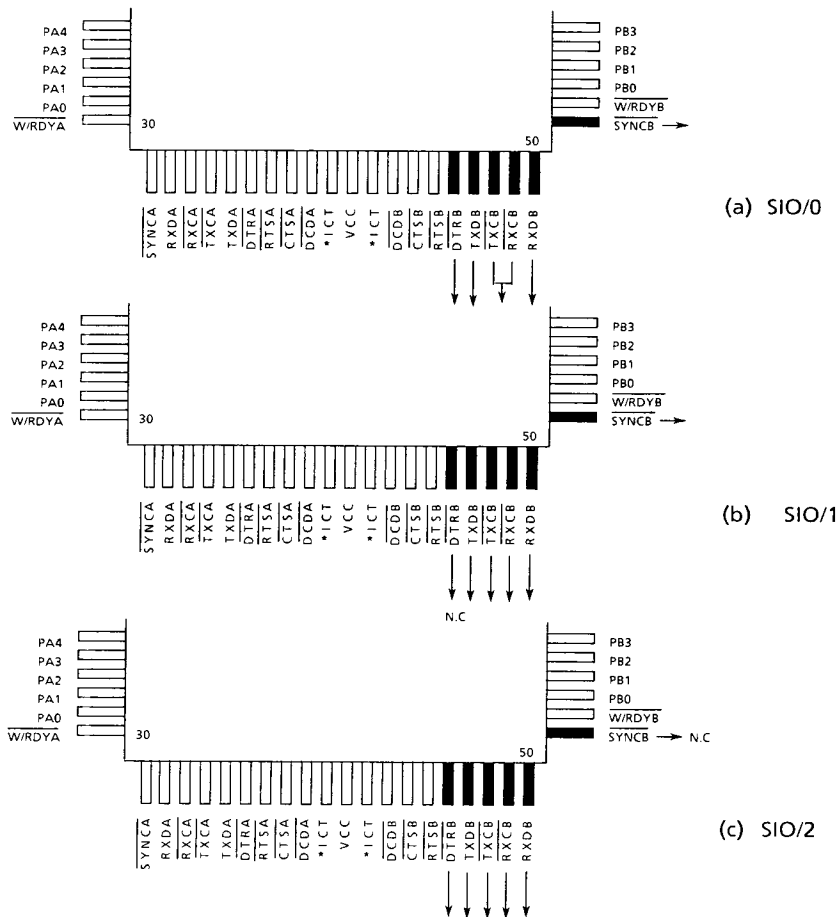 PA4
PA3
PA2
PA1
PA0
W/RDYA
30
50
PB3
PB2
PB1
PB0
W/RDYB
SYNCB
SYNCA RXDA RXCA TXCA TXDA DTRA RTSA CTSA DCDA *ICT VCC *ICT DCDB CTSB RTSB DTRB TXDB TXCB RXCB RXDB
(a) SIO/0
PA4
PA3
PA2
PA1
PA0
W/RDYA
30
50
PB3
PB2
PB1
PB0
W/RDYB
SYNCB
SYNCA RXDA RXCA TXCA TXDA DTRA RTSA CTSA DCDA *ICT VCC *ICT DCDB CTSB RTSB DTRB TXDB TXCB RXCB RXDB
(b) SIO/1
N.C
PA4
PA3
PA2
PA1
PA0
W/RDYA
30
50
PB3
PB2
PB1
PB0
W/RDYB
SYNCB N.C
SYNCA RXDA RXCA TXCA TXDA DTRA RTSA CTSA DCDA *ICT VCC *ICT DCDB CTSB RTSB DTRB TXDB TXCB RXCB RXDB
(c) SIO/2